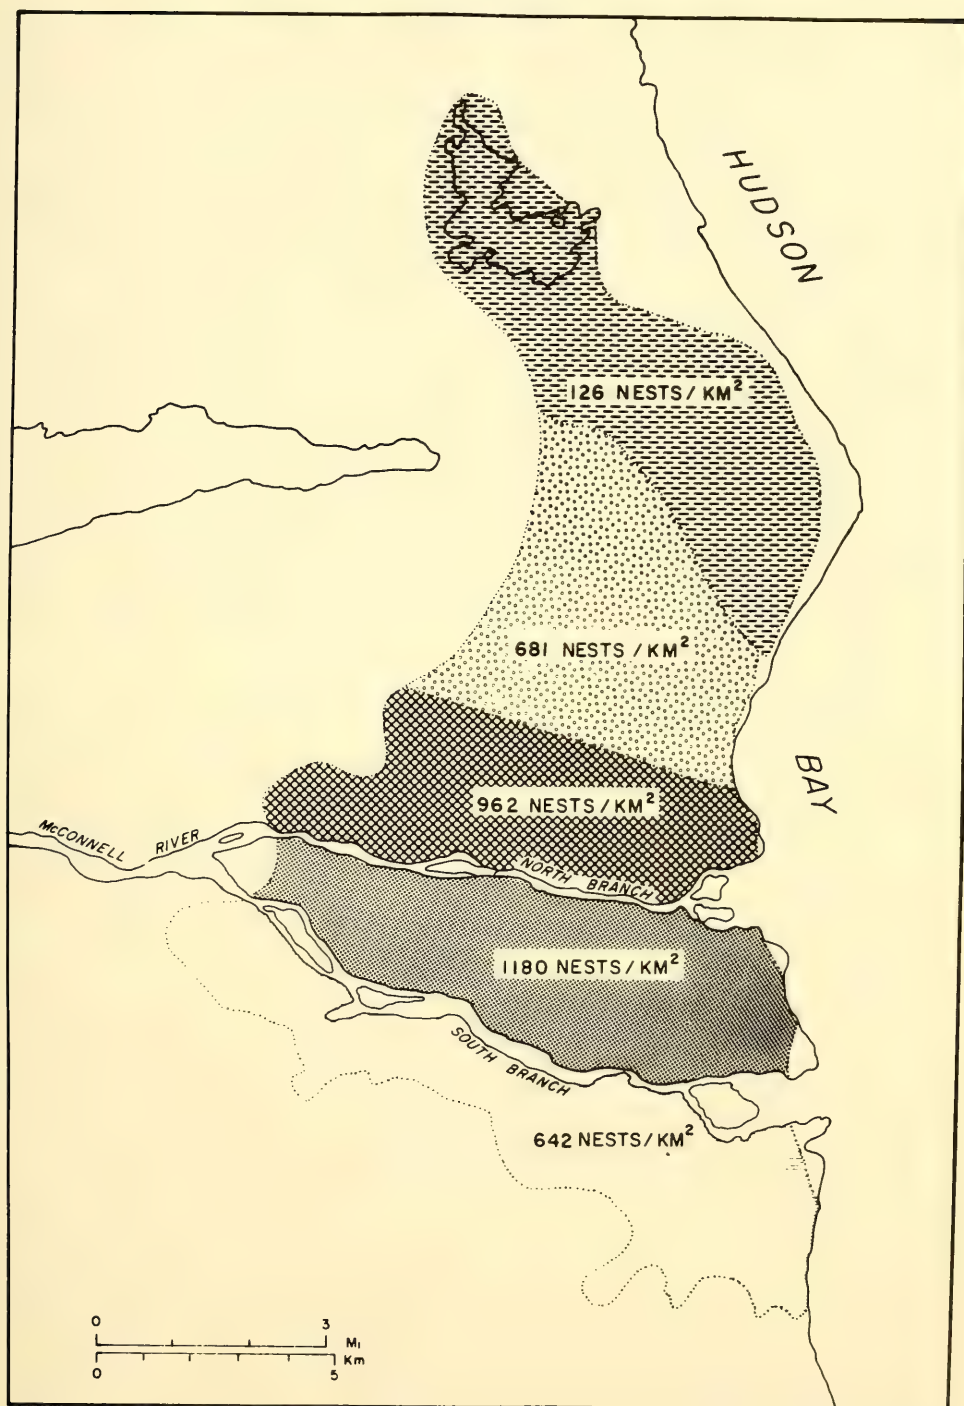 HUDSON
126 NESTS / KM²
681 NESTS / KM²
BAY
962 NESTS / KM²
McCONNELL RIVER
NORTH BRANCH
1180 NESTS / KM²
SOUTH BRANCH
642 NESTS / KM²
0 3
MI
Km
0 5